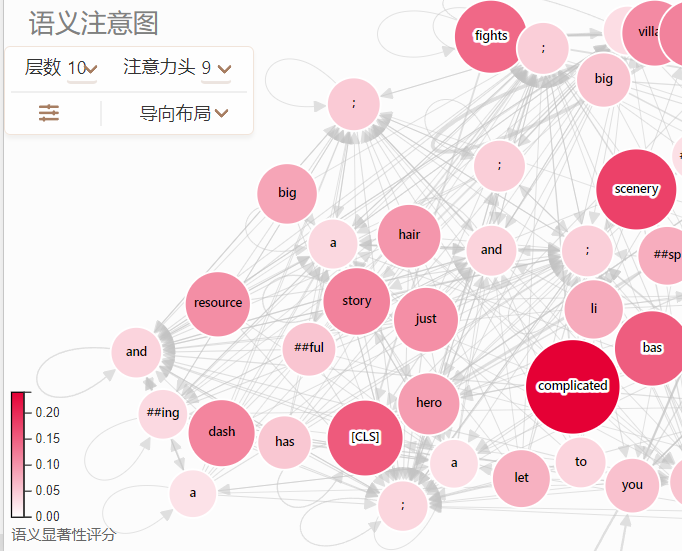 语义注意图
层数 10
注意力头 9
导向布局
fights
;
villa
big
;
;
scenery
big
a
hair
and
;
##sp
resource
story
just
li
and
##ful
bas
complicated
##ing
dash
has
[CLS]
hero
a
let
to
you
a
;
0.20
0.15
0.10
0.05
0.00
语义显著性评分